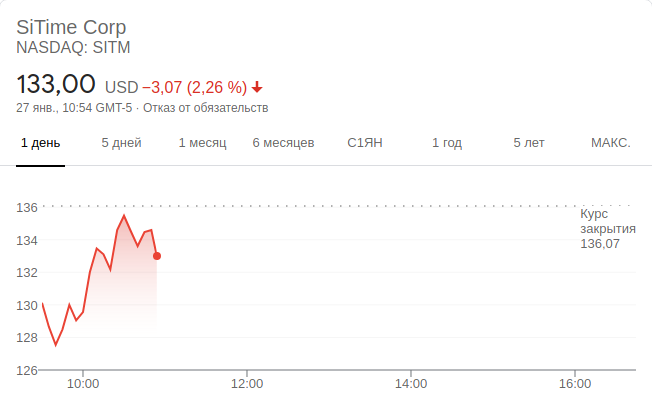 SiTime Corp
NASDAQ: SITM
133,00 USD −3,07 (2,26 %)
27 янв., 10:54 GMT-5 · Отказ от обязательств
1 день 5 дней 1 месяц 6 месяцев С1ЯН 1 год 5 лет МАКС.
136
Курс
закрытия
136,07
134
132
130
128
126
10:00 12:00 14:00 16:00